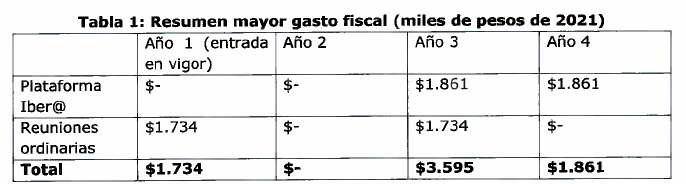 Tabla 1: Resumen mayor gasto fiscal (miles de pesos de 2021)
Año 1 (entrada en vigor) Año 2 Año 3 Año 4
Plataforma Iber@ $- $- $1.861 $1.861
Reuniones ordinarias $1.734 $- $1.734 $-
Total $1.734 $- $3.595 $1.861